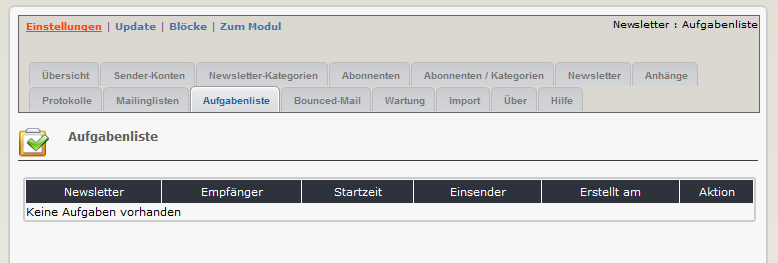 Einstellungen | Update | Blöcke | Zum Modul
Newsletter : Aufgabenliste
Übersicht Sender-Konten Newsletter-Kategorien Abonnenten Abonnenten / Kategorien Newsletter Anhänge
Protokolle Mailinglisten Aufgabenliste Bounced-Mail Wartung Import Über Hilfe
Aufgabenliste
Newsletter Empfänger Startzeit Einsender Erstellt am Aktion
Keine Aufgaben vorhanden